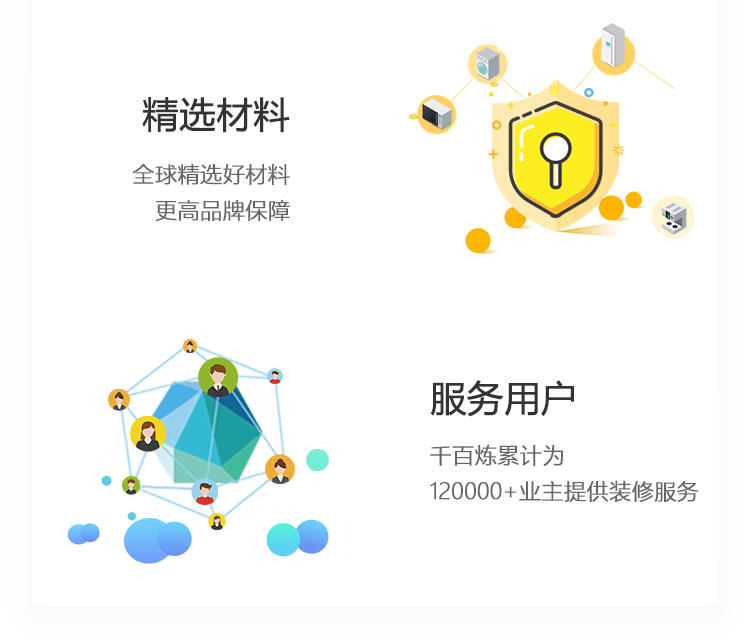 精选材料
全球精选好材料
更高品牌保障
服务用户
千百炼累计为
120000+业主提供装修服务